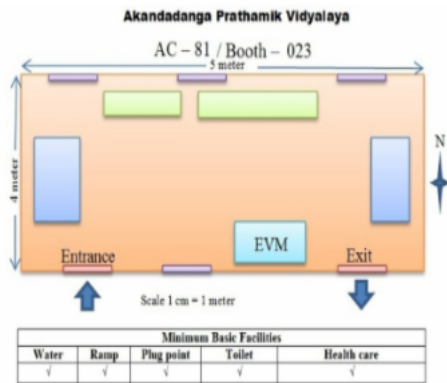 Akandadanga Prathamik Vidyalaya
AC – 81 / Booth – 023
5 meter
4 meter
N
EVM
Entrance
Exit
Scale 1 cm = 1 meter
Minimum Basic Facilities
Water Ramp Plug point Toilet Health care
√ √ √ √ √